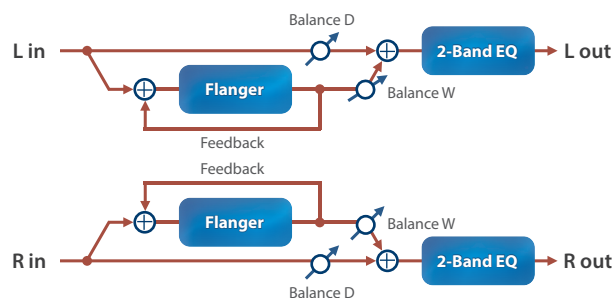 Balance D
L in
2-Band EQ
L out
Flanger
Balance W
Feedback
Feedback
Flanger
Balance W
R in
2-Band EQ
R out
Balance D